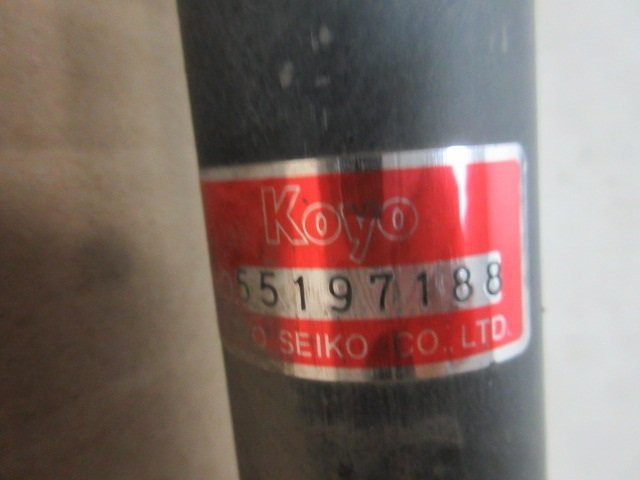 Koyo
55197188
O SEIKO CO., LTD.